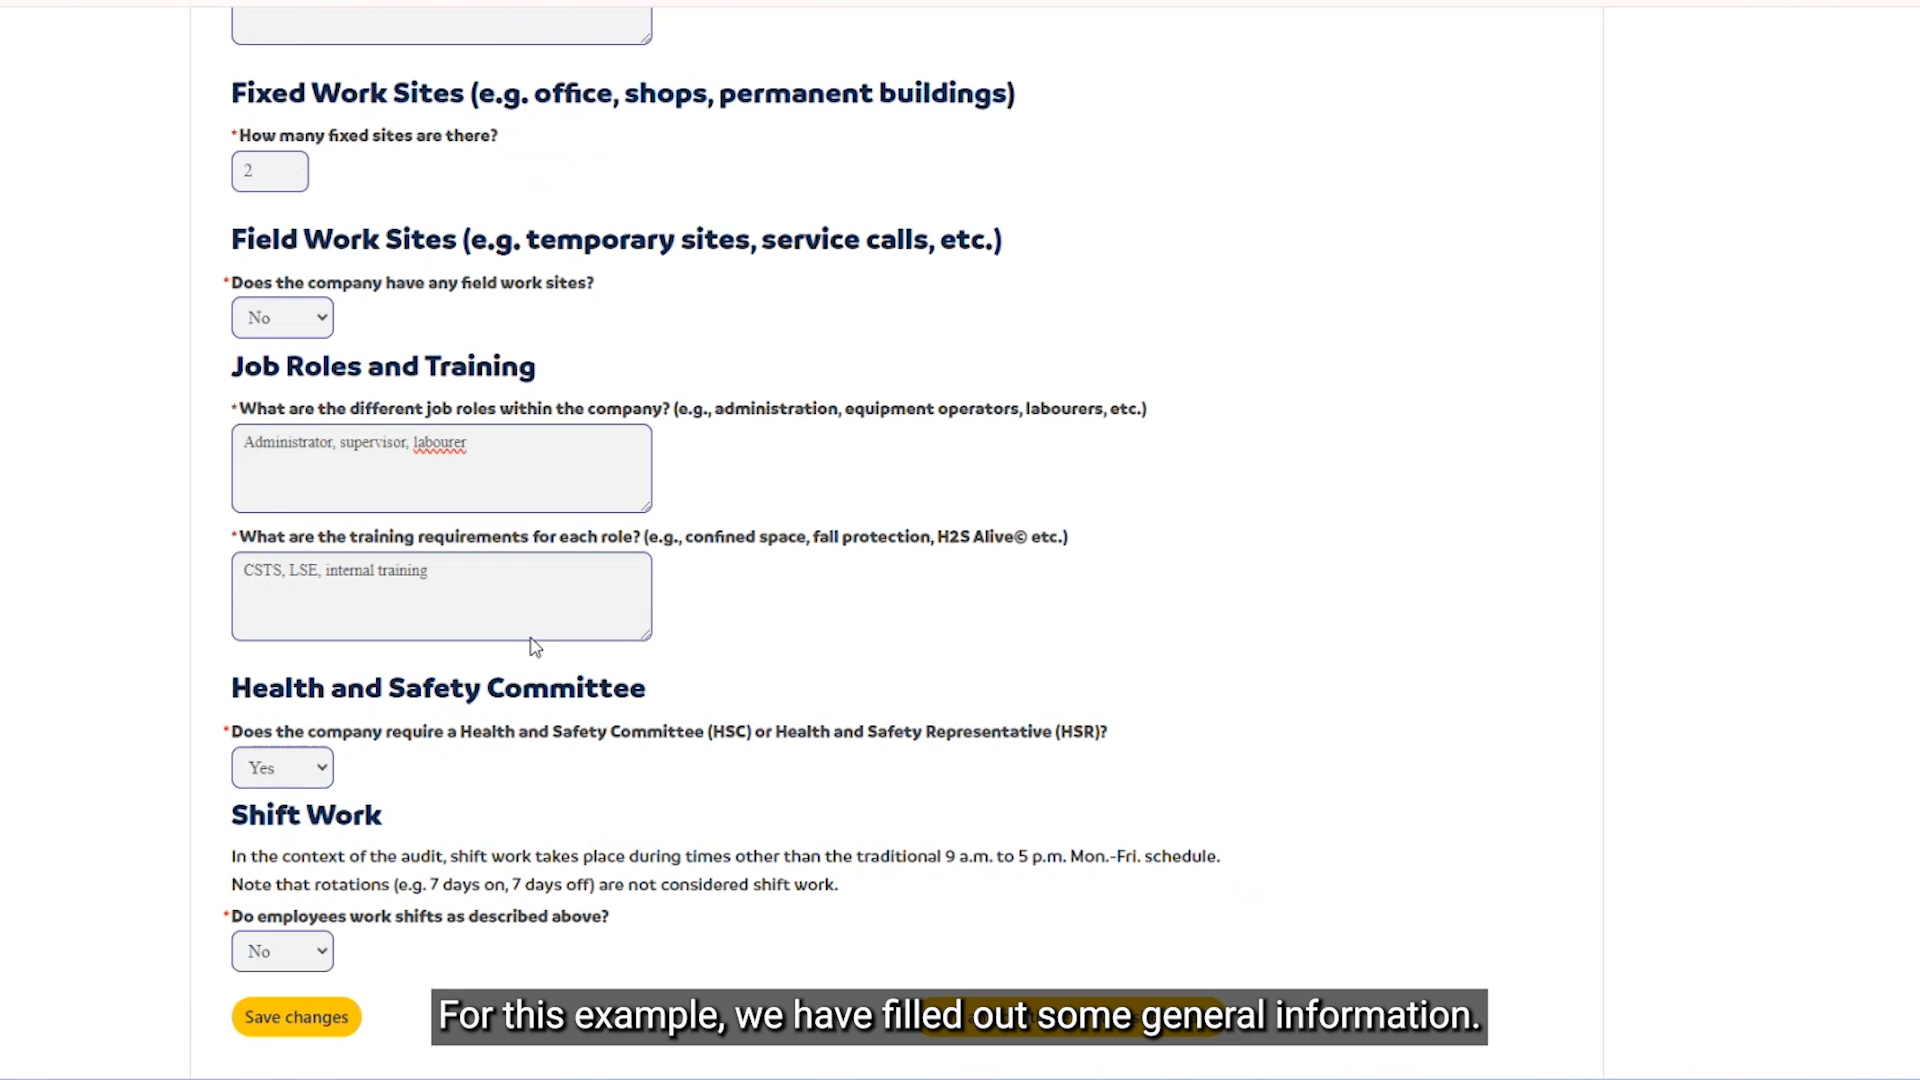 Fixed Work Sites (e.g. office, shops, permanent buildings)
*How many fixed sites are there?
2
Field Work Sites (e.g. temporary sites, service calls, etc.)
*Does the company have any field work sites?
No
Job Roles and Training
*What are the different job roles within the company? (e.g., administration, equipment operators, labourers, etc.)
Administrator, supervisor, labourer
*What are the training requirements for each role? (e.g., confined space, fall protection, H2S Alive© etc.)
CSTS, LSE, internal training
Health and Safety Committee
*Does the company require a Health and Safety Committee (HSC) or Health and Safety Representative (HSR)?
Yes
Shift Work
In the context of the audit, shift work takes place during times other than the traditional 9 a.m. to 5 p.m. Mon.-Fri. schedule.
Note that rotations (e.g. 7 days on, 7 days off) are not considered shift work.
*Do employees work shifts as described above?
No
Save changes
For this example, we have filled out some general information.